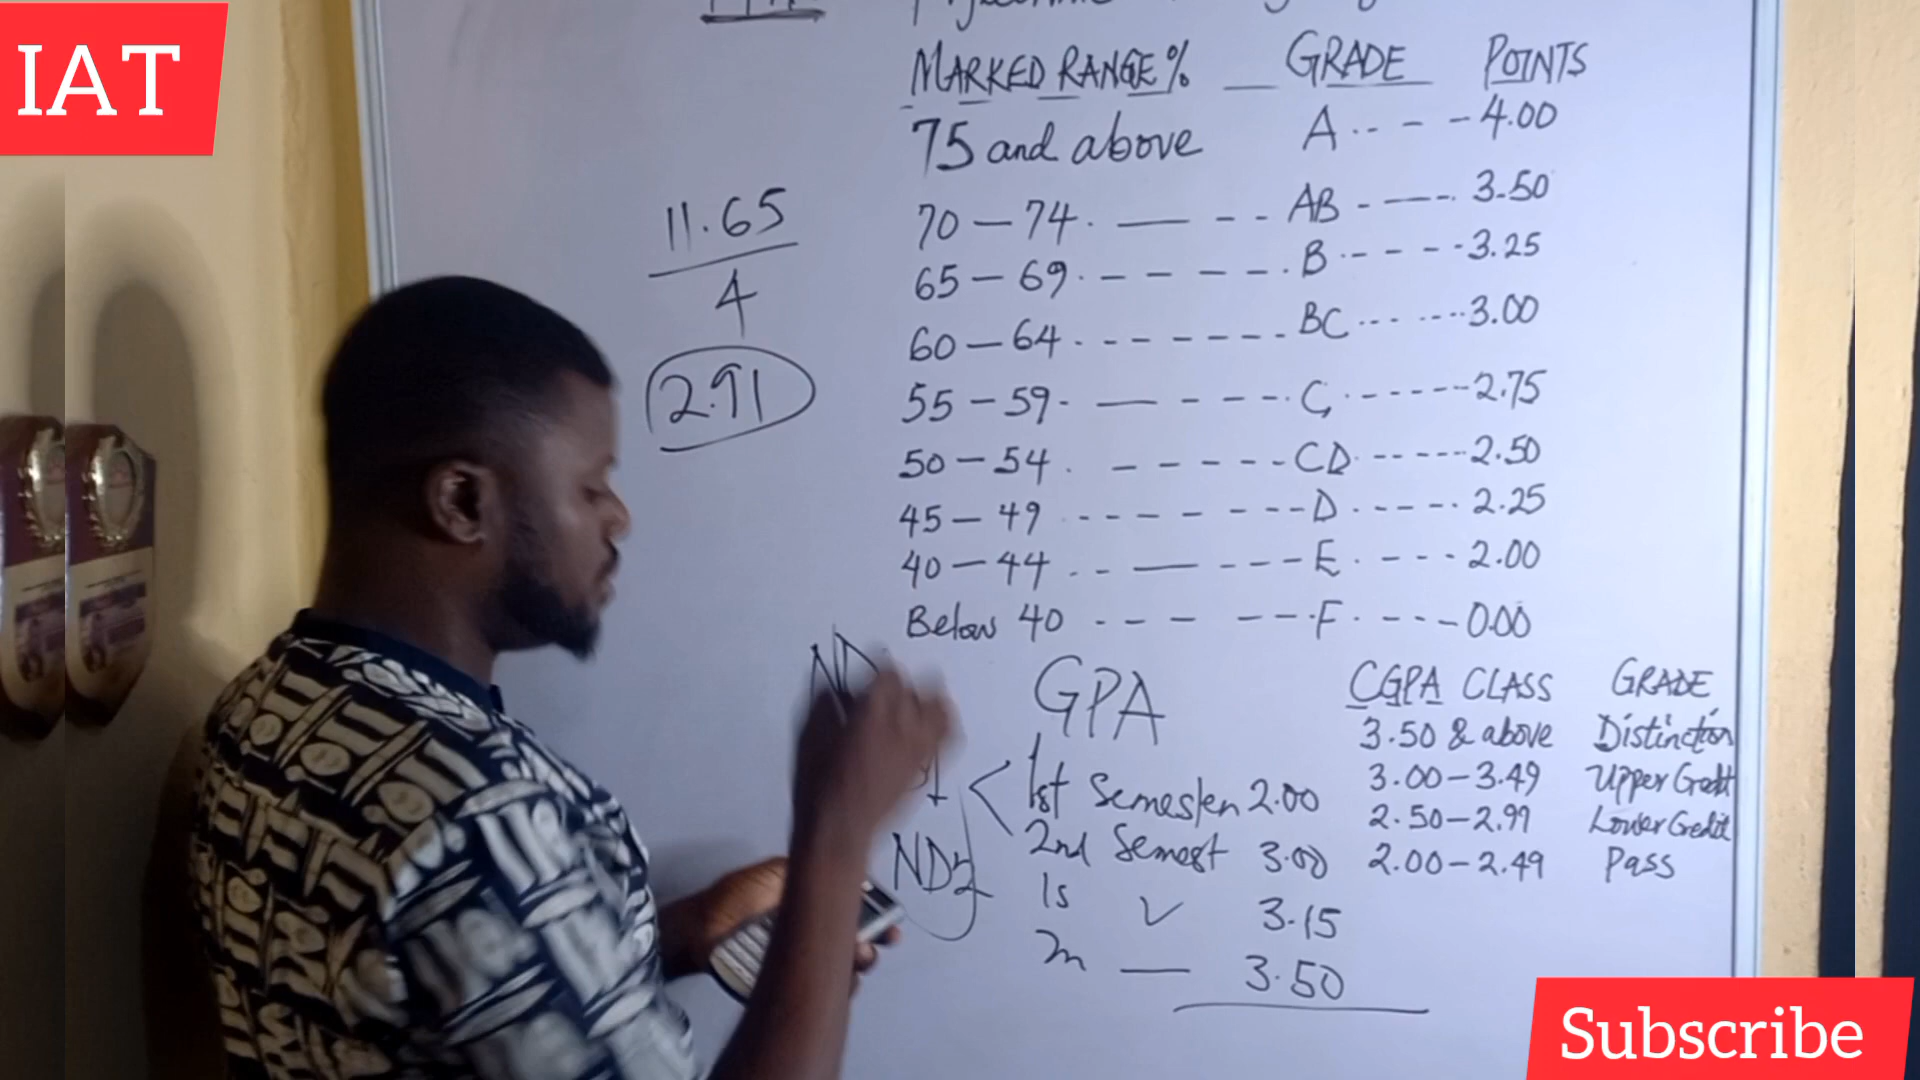 IAT
MARKED RANGE% GRADE POINTS
75 and above A 4.00
70 - 74 AB 3.50
65 - 69 B 3.25
60 - 64 BC 3.00
55 - 59 C 2.75
50 - 54 CD 2.50
45 - 49 D 2.25
40 - 44 E 2.00
Below 40 F 0.00
11.65
4
2.91
ND
GPA
1st Semester 2.00
2nd Semest 3.00
ND2
1s 3.15
3.50
CGPA CLASS GRADE
3.50 & above Distinction
3.00 - 3.49 Upper Credit
2.50 - 2.99 Lower Credit
2.00 - 2.49 Pass
Subscribe